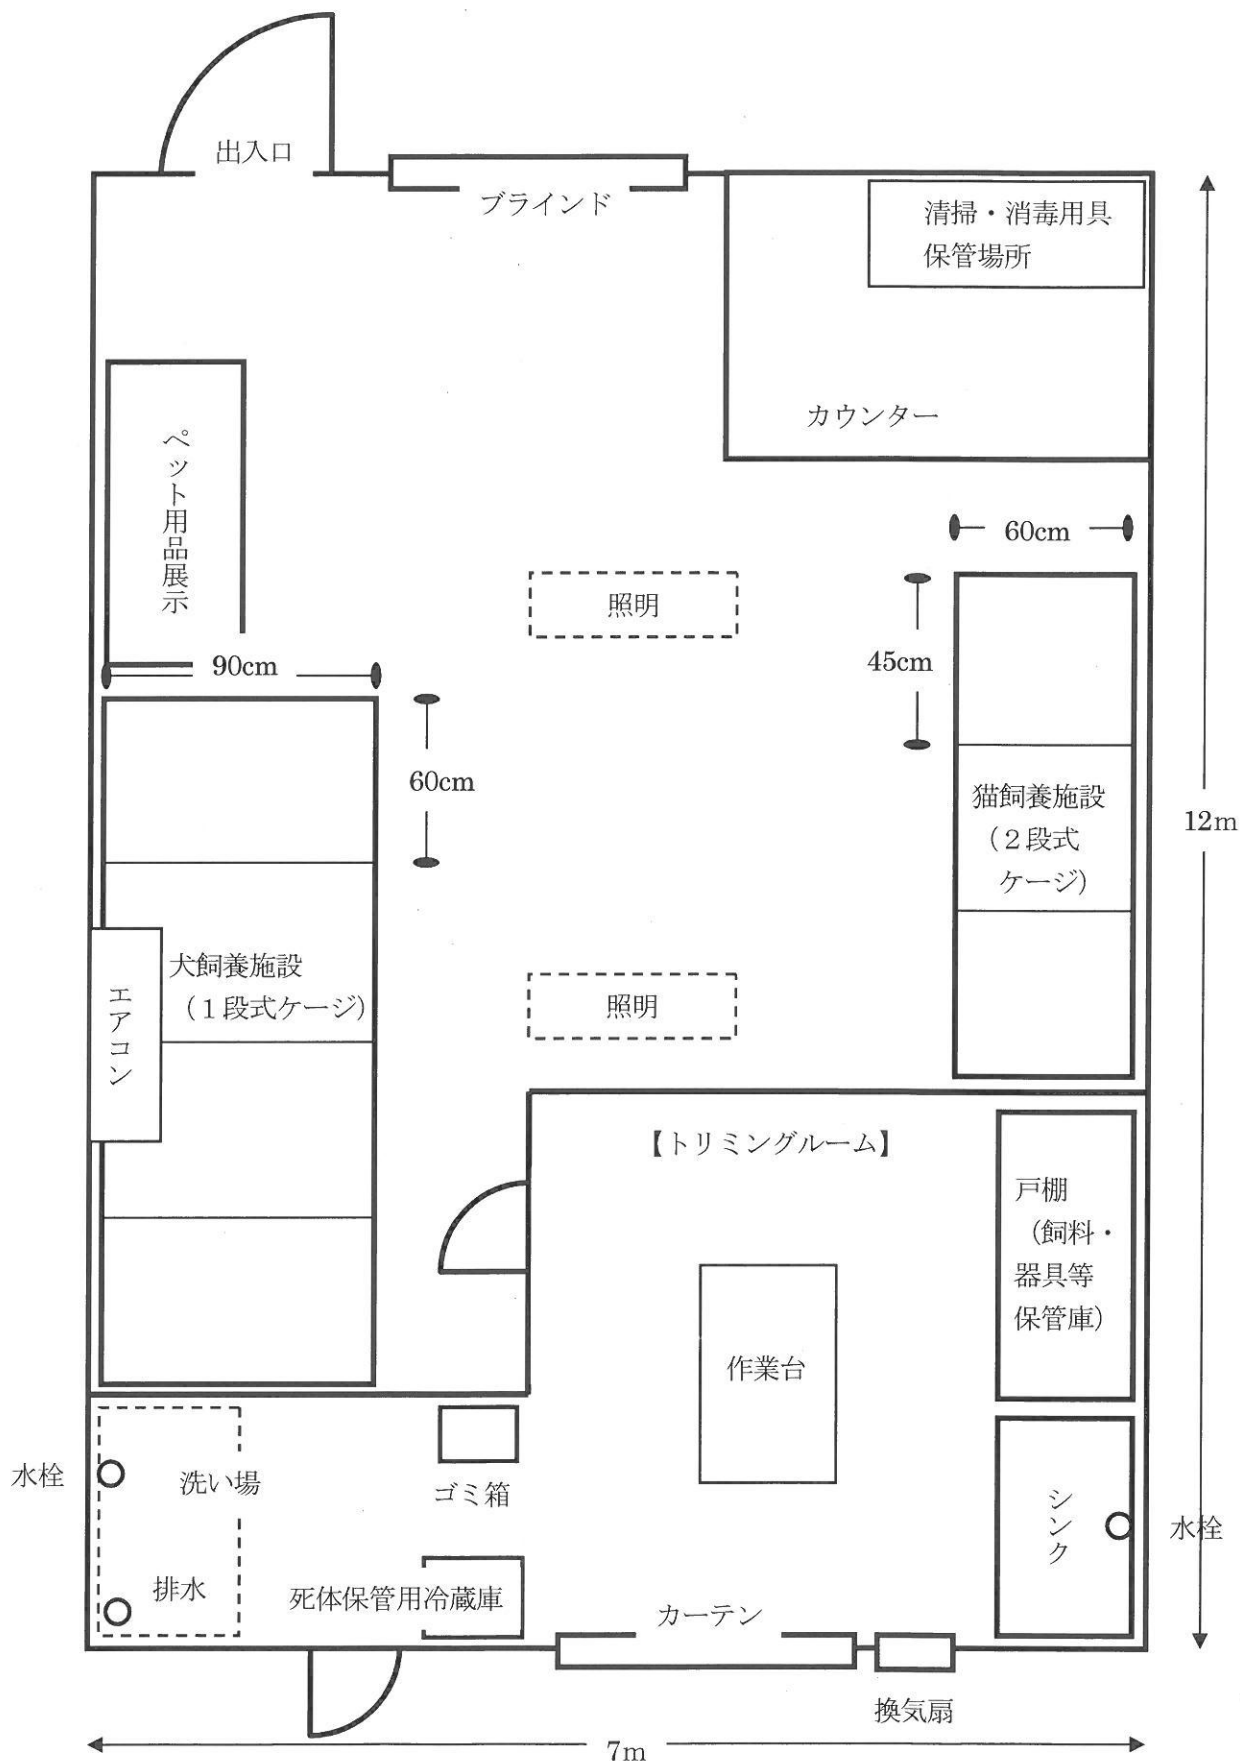 出入口
ブラインド
清掃・消毒用具
保管場所
カウンター
ペット用品展示
60cm
照明
45cm
90cm
60cm
猫飼養施設
（２段式
ケージ）
12m
犬飼養施設
（１段式ケージ）
エアコン
照明
【トリミングルーム】
戸棚
（飼料・
器具等
保管庫）
作業台
水栓
洗い場
ゴミ箱
シンク
水栓
排水
死体保管用冷蔵庫
カーテン
換気扇
7m